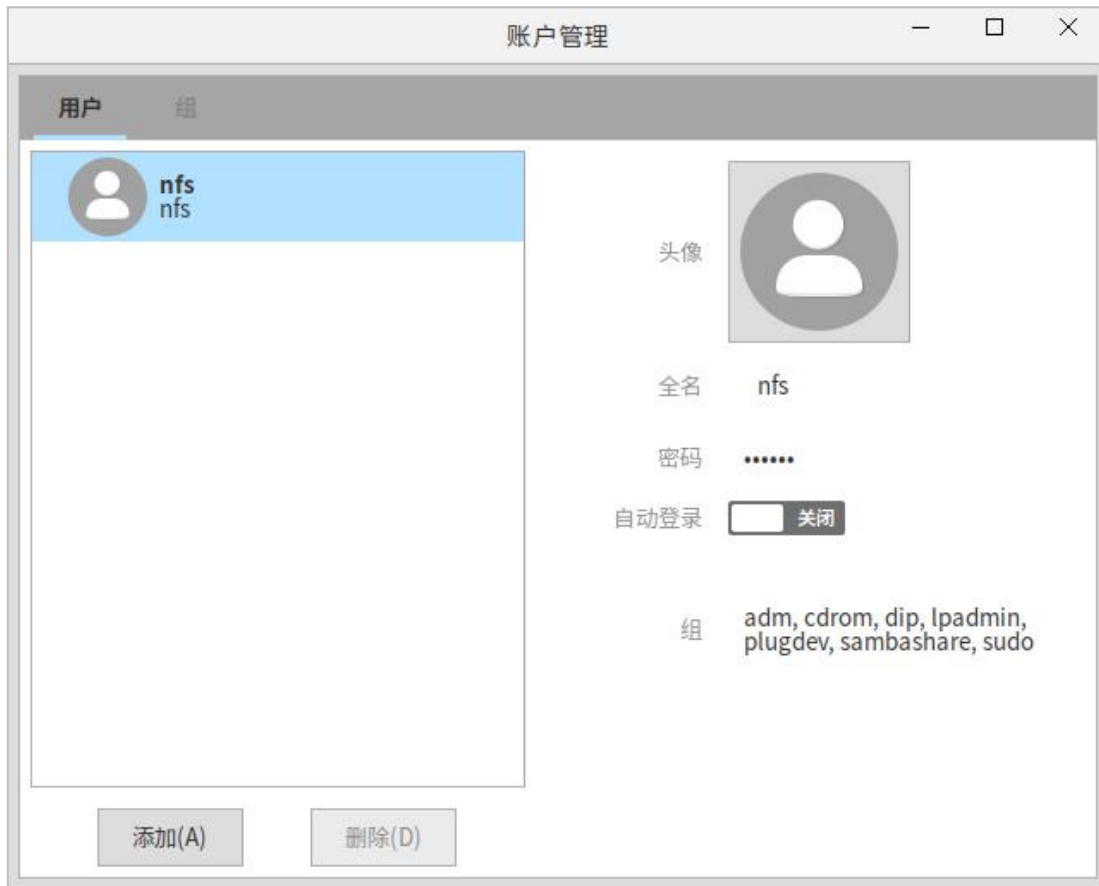 账户管理
用户
组
nfs
nfs
头像
全名
nfs
密码
••••••
自动登录
关闭
组
adm, cdrom, dip, lpadmin,
plugdev, sambashare, sudo
添加(A)
删除(D)